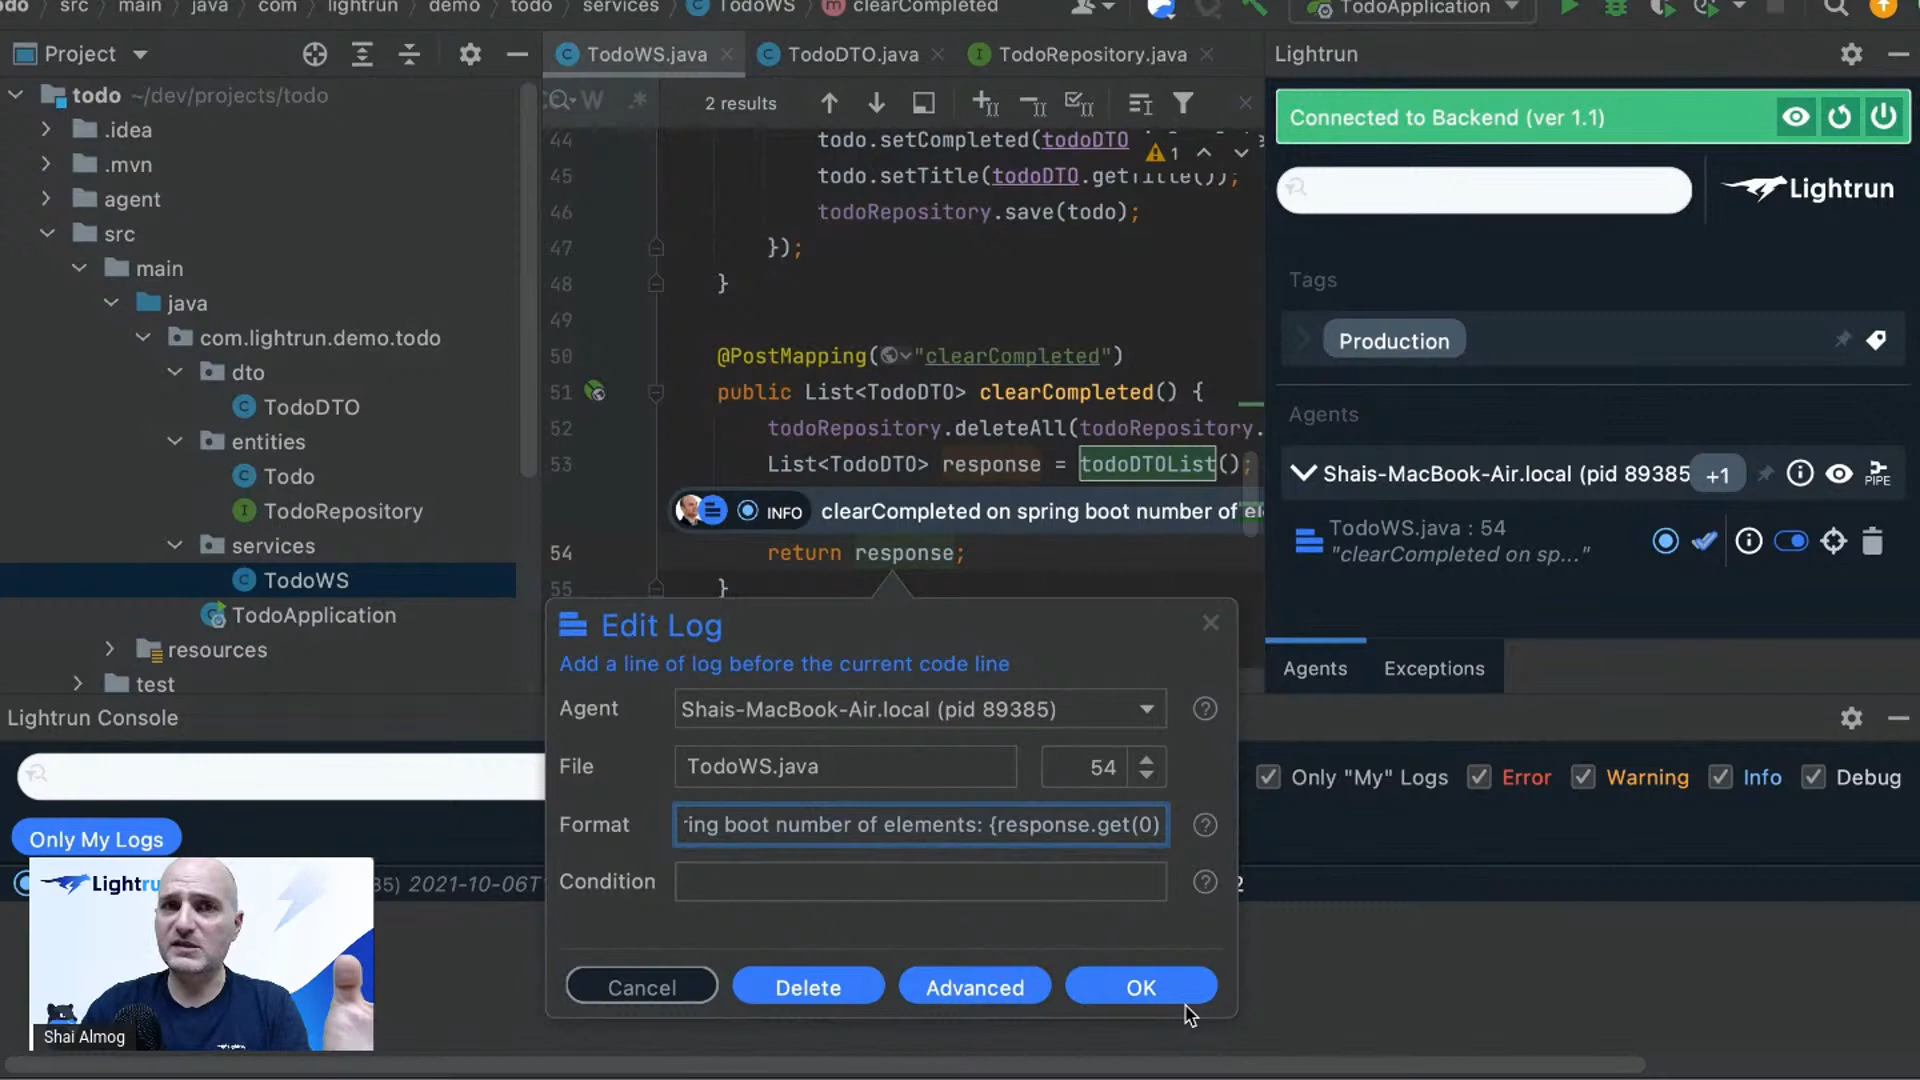 src main java com lightrun demo todo services TodoWS clearCompleted
TodoApplication
Project
TodoWS.java
TodoDTO.java
TodoRepository.java
Lightrun
W .*
2 results
Connected to Backend (ver 1.1)
todo ~/dev/projects/todo
.idea
.mvn
agent
src
main
java
com.lightrun.demo.todo
dto
TodoDTO
entities
Todo
TodoRepository
services
TodoWS
TodoApplication
resources
test
44 todo.setCompleted(todoDTO
1
45 todo.setTitle(todoDTO.getTitle());
46 todoRepository.save(todo);
47 });
48 }
49
50 @PostMapping("clearCompleted")
51 public List<TodoDTO> clearCompleted() {
52 todoRepository.deleteAll(todoRepository.
53 List<TodoDTO> response = todoDTOList();
INFO clearCompleted on spring boot number of el
54 return response;
55 }
Lightrun
Tags
Production
Agents
Shais-MacBook-Air.local (pid 89385
+1
PIPE
TodoWS.java : 54
"clearCompleted on sp..."
Agents
Exceptions
Edit Log
Add a line of log before the current code line
Agent
Shais-MacBook-Air.local (pid 89385)
File
TodoWS.java
54
Format
ing boot number of elements: {response.get(0)
Condition
Cancel
Delete
Advanced
OK
Lightrun Console
Only "My" Logs
Error
Warning
Info
Debug
Only My Logs
85) 2021-10-06T
2
Lightru
Shai Almog